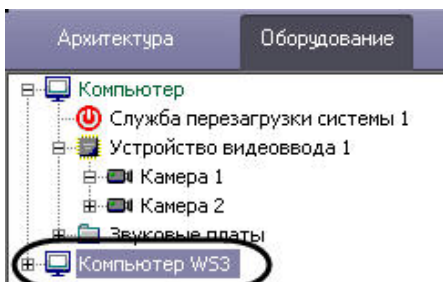 Архитектура Оборудование
Компьютер
Служба перезагрузки системы 1
Устройство видеоввода 1
Камера 1
Камера 2
Звуковые платы
Компьютер WS3